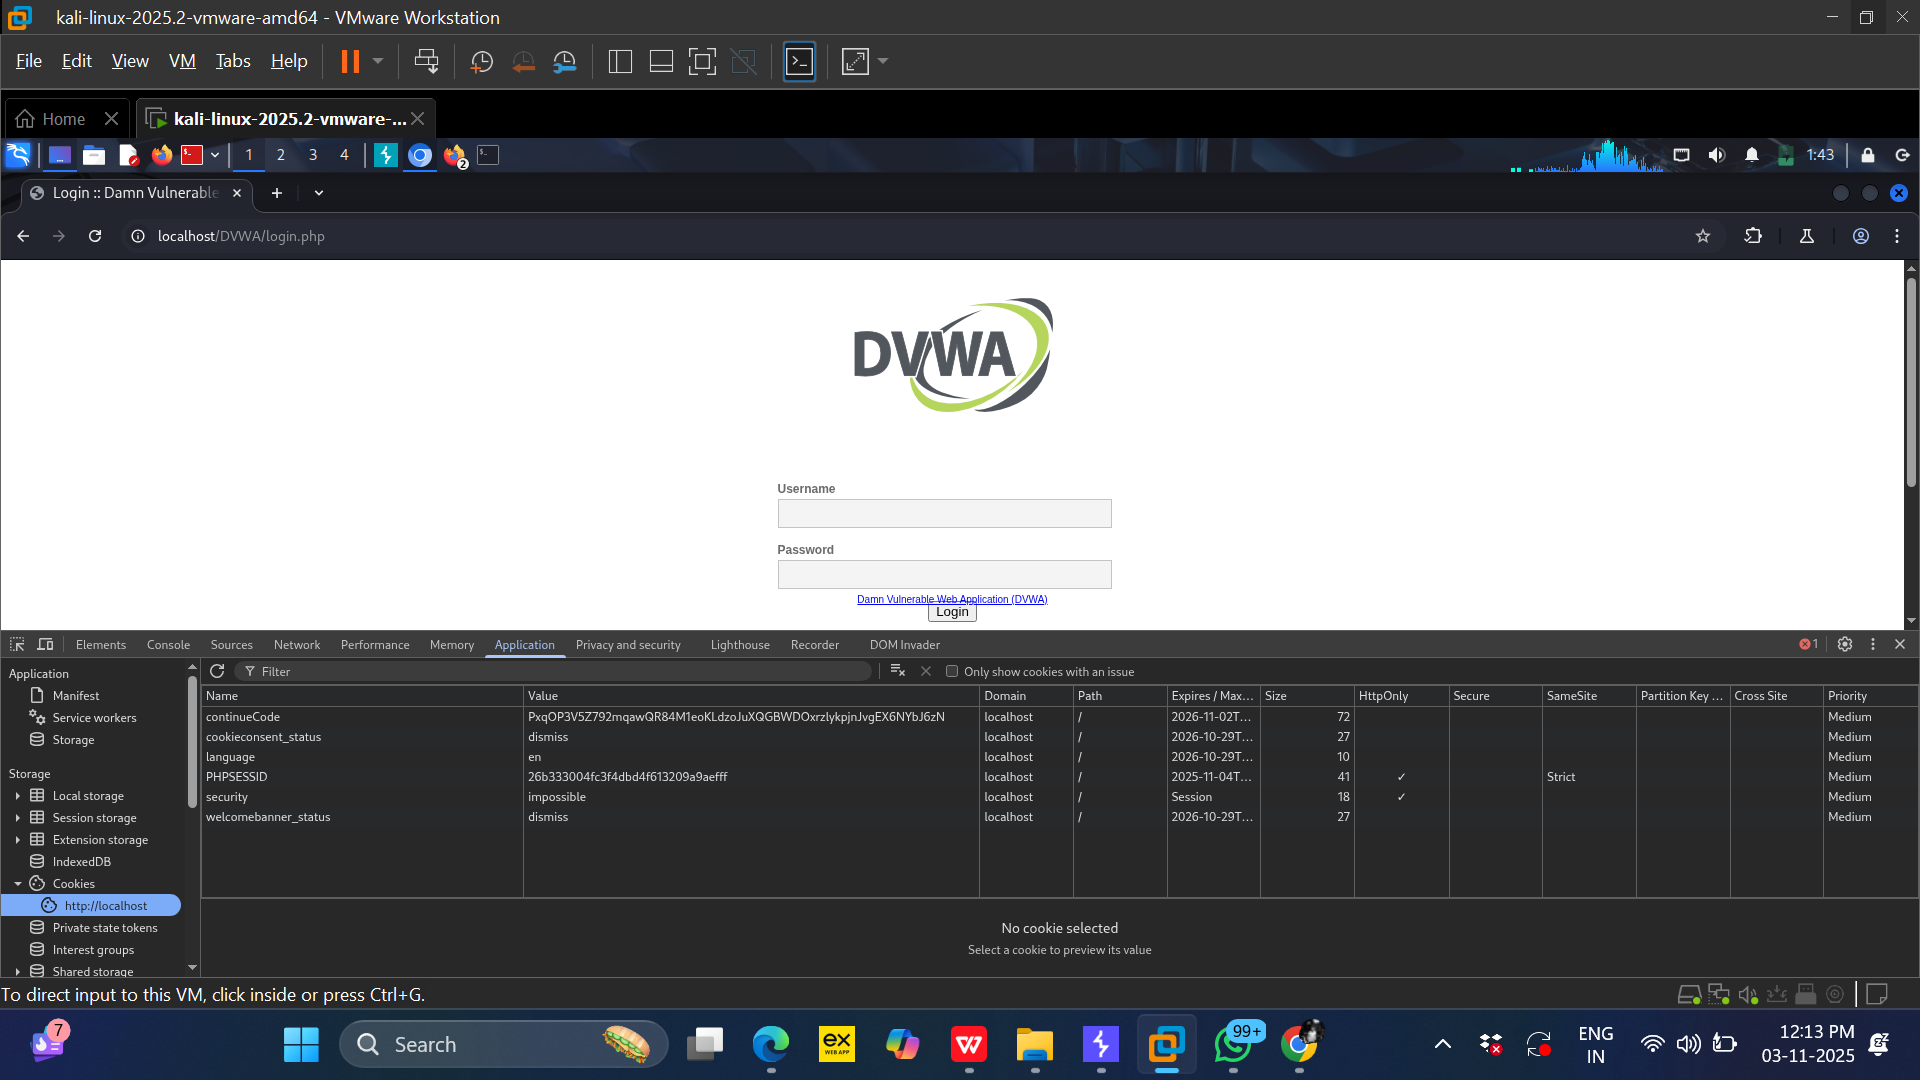 kali-linux-2025.2-vmware-amd64 - VMware Workstation
File Edit View VM Tabs Help
Home kali-linux-2025.2-vmware-...
1 2 3 4 2 1:43
Login :: Damn Vulnerable
localhost/DVWA/login.php
DVWA
Username
Password
Damn Vulnerable Web Application (DVWA)
Login
Elements Console Sources Network Performance Memory Application Privacy and security Lighthouse Recorder DOM Invader 1
Application
Filter Only show cookies with an issue
Manifest
Service workers
Storage
Storage
Local storage
Session storage
Extension storage
IndexedDB
Cookies
http://localhost
Private state tokens
Interest groups
Shared storage
Name Value Domain Path Expires / Max... Size HttpOnly Secure SameSite Partition Key ... Cross Site Priority
continueCode PxqOP3V5Z792mqawQR84M1eoKLdzoJuXQGBWDOxrzlykpjnJvgEX6NYbJ6zN localhost / 2026-11-02T... 72 Medium
cookieconsent_status dismiss localhost / 2026-10-29T... 27 Medium
language en localhost / 2026-10-29T... 10 Medium
PHPSESSID 26b333004fc3f4dbd4f613209a9aefff localhost / 2025-11-04T... 41 ✓ Strict Medium
security impossible localhost / Session 18 ✓ Medium
welcomebanner_status dismiss localhost / 2026-10-29T... 27 Medium
No cookie selected
Select a cookie to preview its value
To direct input to this VM, click inside or press Ctrl+G.
7 Search ex WEB APP 99+ ENG IN 12:13 PM 03-11-2025